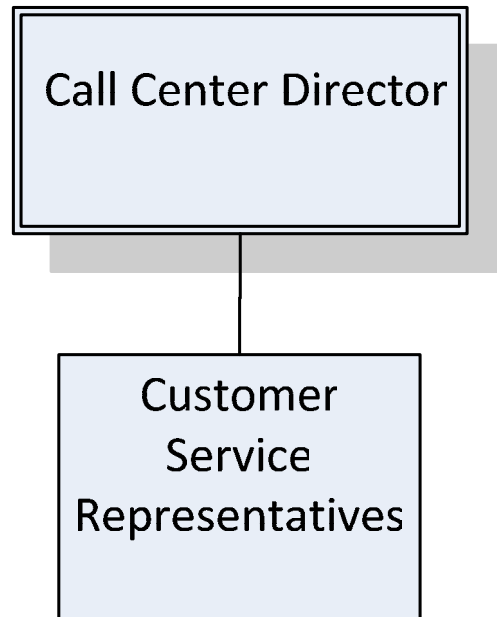 Call Center Director
Customer
Service
Representatives